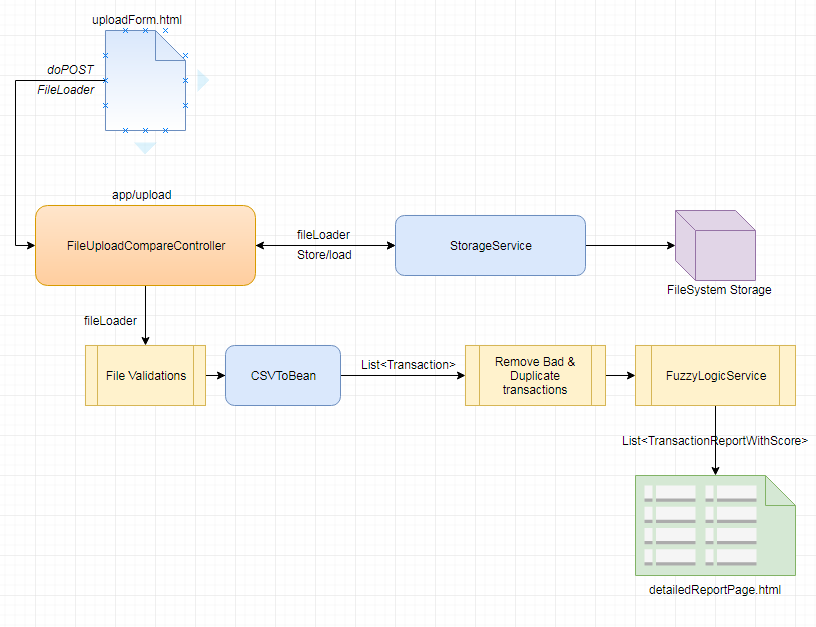 uploadForm.html
doPOST
FileLoader
app/upload
FileUploadCompareController
fileLoader
Store/load
StorageService
FileSystem Storage
fileLoader
File Validations
CSVToBean
List<Transaction>
Remove Bad &
Duplicate
transactions
FuzzyLogicService
List<TransactionReportWithScore>
detailedReportPage.html